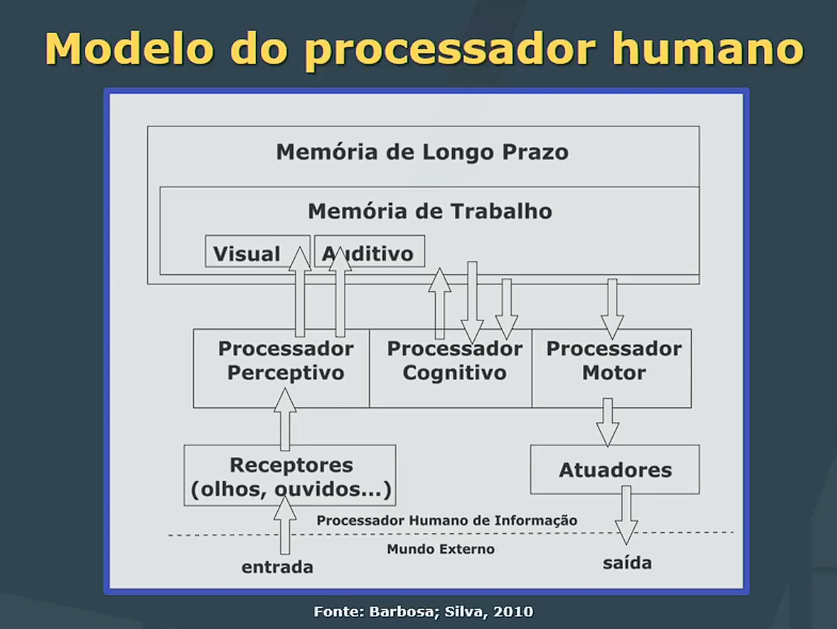 Modelo do processador humano
Memória de Longo Prazo
Memória de Trabalho
Visual
Auditivo
Processador
Perceptivo
Processador
Cognitivo
Processador
Motor
Receptores
(olhos, ouvidos...)
Atuadores
Processador Humano de Informação
Mundo Externo
entrada
saída
Fonte: Barbosa; Silva, 2010